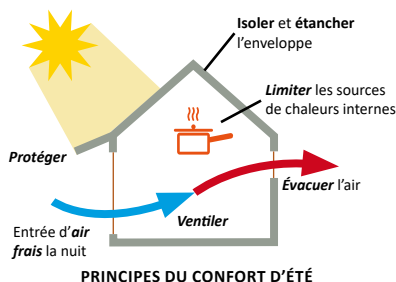 Isoler et étancher
l'enveloppe
Limiter les sources
de chaleurs internes
Protéger
Évacuer l'air
Ventiler
Entrée d'air
frais la nuit
PRINCIPES DU CONFORT D'ÉTÉ